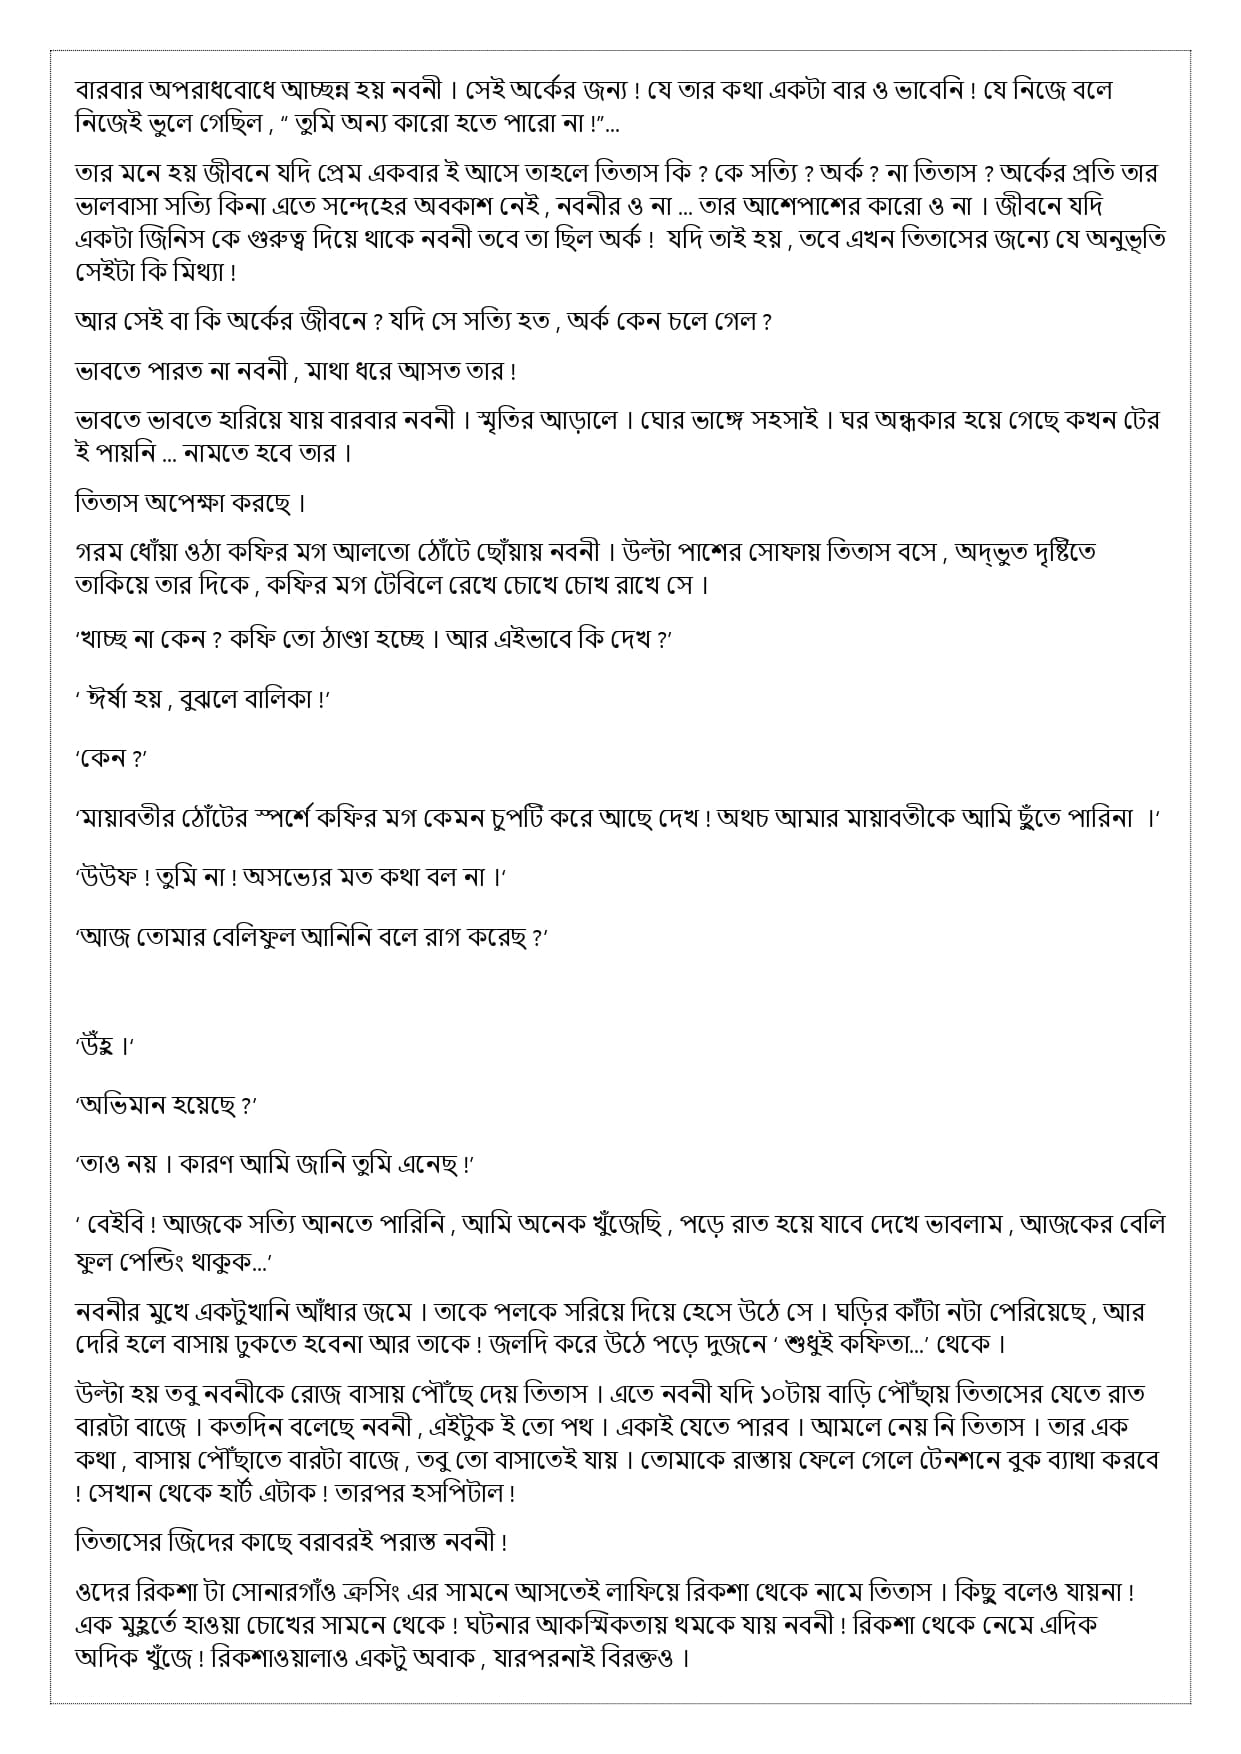 বারবার অপরাধবোধে আচ্ছন্ন হয় নবনী । সেই অর্কের জন্য ! যে তার কথা একটা বার ও ভাবেনি ! যে নিজে বলে
নিজেই ভুলে গেছিল , “ তুমি অন্য কারো হতে পারো না !”...
তার মনে হয় জীবনে যদি প্রেম একবার ই আসে তাহলে তিতাস কি ? কে সত্যি ? অর্ক ? না তিতাস ? অর্কের প্রতি তার
ভালবাসা সত্যি কিনা এতে সন্দেহের অবকাশ নেই , নবনীর ও না ... তার আশেপাশের কারো ও না । জীবনে যদি
একটা জিনিস কে গুরুত্ব দিয়ে থাকে নবনী তবে তা ছিল অর্ক ! যদি তাই হয় , তবে এখন তিতাসের জন্যে যে অনুভূতি
সেইটা কি মিথ্যা !
আর সেই বা কি অর্কের জীবনে ? যদি সে সত্যি হত , অর্ক কেন চলে গেল ?
ভাবতে পারত না নবনী , মাথা ধরে আসত তার !
ভাবতে ভাবতে হারিয়ে যায় বারবার নবনী । স্মৃতির আড়ালে । ঘোর ভাঙ্গে সহসাই । ঘর অন্ধকার হয়ে গেছে কখন টের
ই পায়নি ... নামতে হবে তার ।
তিতাস অপেক্ষা করছে ।
গরম ধোঁয়া ওঠা কফির মগ আলতো ঠোঁটে ছোঁয়ায় নবনী । উল্টা পাশের সোফায় তিতাস বসে , অদ্ভুত দৃষ্টিতে
তাকিয়ে তার দিকে , কফির মগ টেবিলে রেখে চোখে চোখ রাখে সে ।
‘খাচ্ছ না কেন ? কফি তো ঠাণ্ডা হচ্ছে । আর এইভাবে কি দেখ ?’
‘ ঈর্ষা হয় , বুঝলে বালিকা !’
‘কেন ?’
‘মায়াবতীর ঠোঁটের স্পর্শে কফির মগ কেমন চুপটি করে আছে দেখ ! অথচ আমার মায়াবতীকে আমি ছুঁতে পারিনা ।‘
‘উউফ ! তুমি না ! অসভ্যের মত কথা বল না ।‘
‘আজ তোমার বেলিফুল আনিনি বলে রাগ করেছ ?’
‘উঁহু ।‘
‘অভিমান হয়েছে ?’
‘তাও নয় । কারণ আমি জানি তুমি এনেছ !’
‘ বেইবি ! আজকে সত্যি আনতে পারিনি , আমি অনেক খুঁজেছি , পড়ে রাত হয়ে যাবে দেখে ভাবলাম , আজকের বেলি
ফুল পেন্ডিং থাকুক...’
নবনীর মুখে একটুখানি আঁধার জমে । তাকে পলকে সরিয়ে দিয়ে হেসে উঠে সে । ঘড়ির কাঁটা নটা পেরিয়েছে , আর
দেরি হলে বাসায় ঢুকতে হবেনা আর তাকে ! জলদি করে উঠে পড়ে দুজনে ‘ শুধুই কফিতা...’ থেকে ।
উল্টা হয় তবু নবনীকে রোজ বাসায় পৌঁছে দেয় তিতাস । এতে নবনী যদি ১০টায় বাড়ি পৌঁছায় তিতাসের যেতে রাত
বারটা বাজে । কতদিন বলেছে নবনী , এইটুক ই তো পথ । একাই যেতে পারব । আমলে নেয় নি তিতাস । তার এক
কথা , বাসায় পৌঁছাতে বারটা বাজে , তবু তো বাসাতেই যায় । তোমাকে রাস্তায় ফেলে গেলে টেনশনে বুক ব্যাথা করবে
! সেখান থেকে হার্ট এটাক ! তারপর হসপিটাল !
তিতাসের জিদের কাছে বরাবরই পরাস্ত নবনী !
ওদের রিকশা টা সোনারগাঁও ক্রসিং এর সামনে আসতেই লাফিয়ে রিকশা থেকে নামে তিতাস । কিছু বলেও যায়না !
এক মুহূর্তে হাওয়া চোখের সামনে থেকে ! ঘটনার আকস্মিকতায় থমকে যায় নবনী ! রিকশা থেকে নেমে এদিক
অদিক খুঁজে ! রিকশাওয়ালাও একটু অবাক , যারপরনাই বিরক্তও ।